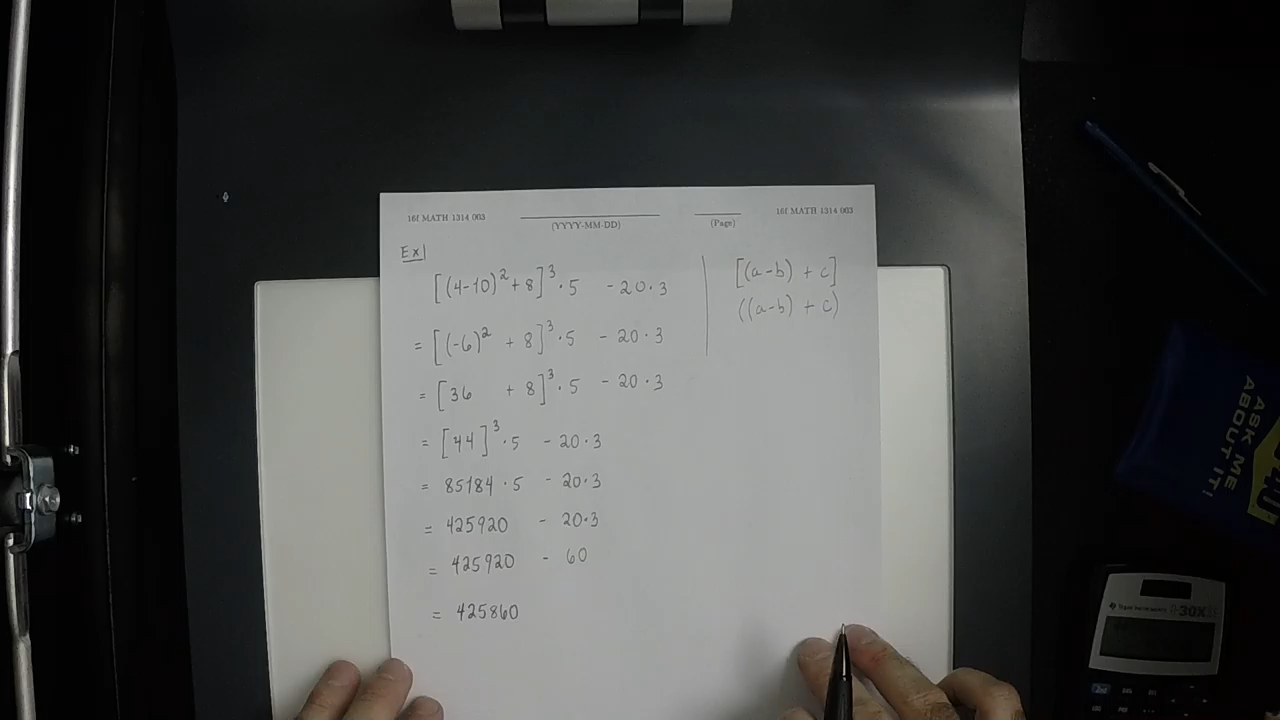 16f MATH 1314 003
(YYYY-MM-DD)
(Page)
16f MATH 1314 003
Ex1
[(4-10)² + 8]³ · 5 - 20 · 3
= [(-6)² + 8]³ · 5 - 20 · 3
= [36 + 8]³ · 5 - 20 · 3
= [44]³ · 5 - 20 · 3
= 85184 · 5 - 20 · 3
= 425920 - 20 · 3
= 425920 - 60
= 425860
[(a-b) + c]
((a-b) + c)
ASK ME
ABOUT IT!
Texas Instruments
30X
2nd